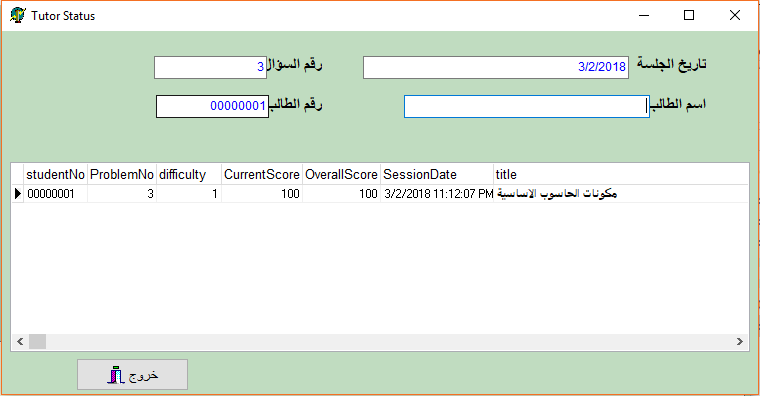 Tutor Status
تاريخ الجلسة 3/2/2018 رقم السؤال 3
اسم الطالب رقم الطالب 00000001
studentNo ProblemNo difficulty CurrentScore OverallScore SessionDate title
00000001 3 1 100 100 3/2/2018 11:12:07 PM مكونات الحاسوب الاساسية
خروج